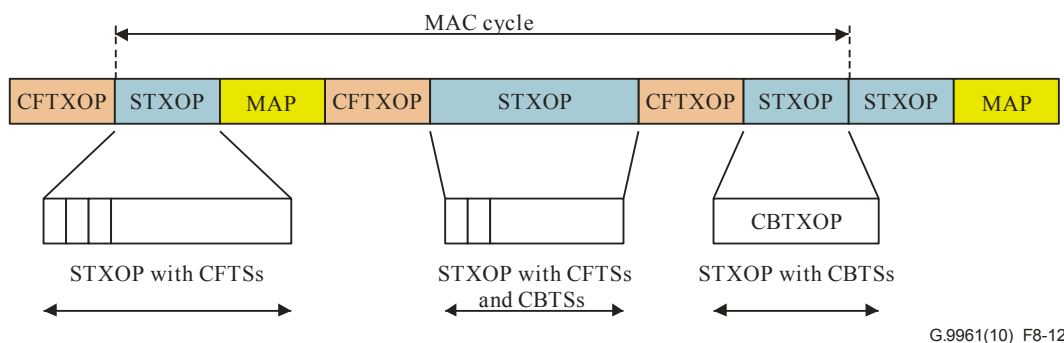 MAC cycle
CFTXOP STXOP MAP CFTXOP STXOP CFTXOP STXOP STXOP MAP
CBTXOP
STXOP with CFTSs STXOP with CFTSs and CBTSs STXOP with CBTSs
G.9961(10)_F8-12